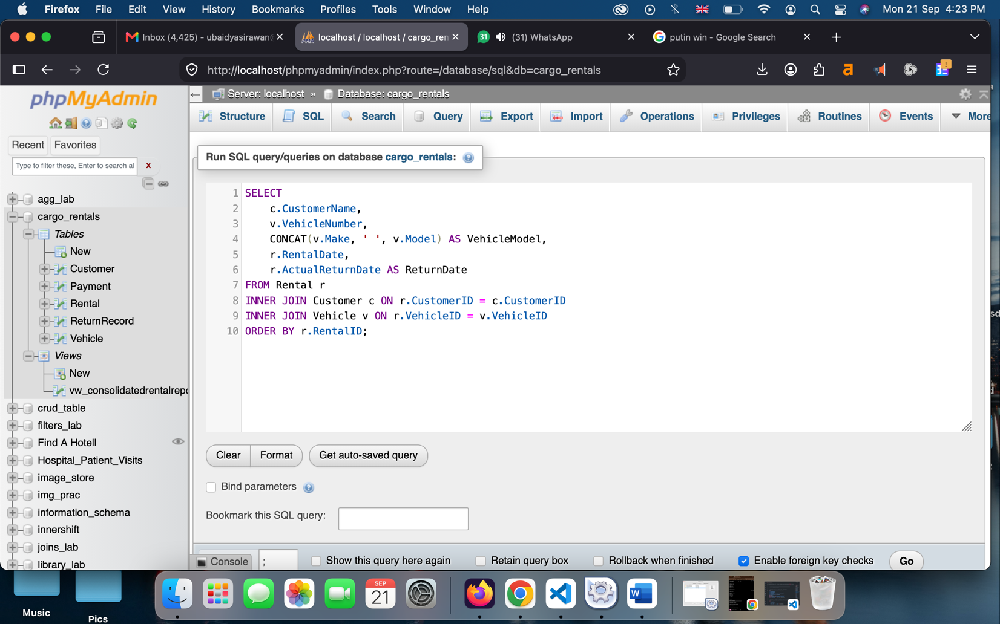 Firefox File Edit View History Bookmarks Profiles Tools Window Help Mon 21 Sep 4:23 PM
Inbox (4,425) - ubaidyasirawan
localhost / localhost / cargo_ren
31 (31) WhatsApp
putin win - Google Search
http://localhost/phpmyadmin/index.php?route=/database/sql&db=cargo_rentals
phpMyAdmin
Server: localhost » Database: cargo_rentals
Structure SQL Search Query Export Import Operations Privileges Routines Events More
Recent Favorites
Type to filter these, Enter to search al X
agg_lab
cargo_rentals
Tables
New
Customer
Payment
Rental
ReturnRecord
Vehicle
Views
New
vw_consolidatedrentalrepo
crud_table
filters_lab
Find A Hotell
Hospital_Patient_Visits
image_store
img_prac
information_schema
innershift
joins_lab
library_lab
Run SQL query/queries on database cargo_rentals:
1 SELECT
2 c.CustomerName,
3 v.VehicleNumber,
4 CONCAT(v.Make, ' ', v.Model) AS VehicleModel,
5 r.RentalDate,
6 r.ActualReturnDate AS ReturnDate
7 FROM Rental r
8 INNER JOIN Customer c ON r.CustomerID = c.CustomerID
9 INNER JOIN Vehicle v ON r.VehicleID = v.VehicleID
10 ORDER BY r.RentalID;
Clear Format Get auto-saved query
Bind parameters
Bookmark this SQL query:
Console ; Show this query here again Retain query box Rollback when finished Enable foreign key checks Go
SEP
21
Music
Pics